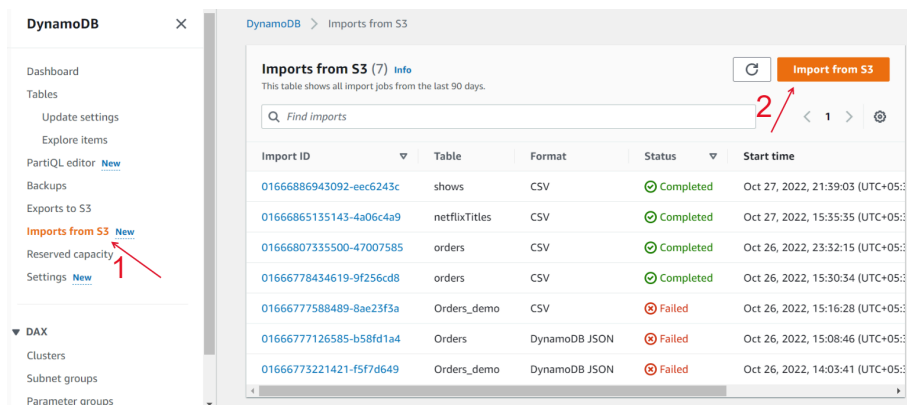 DynamoDB
Dashboard
Tables
Update settings
Explore items
PartiQL editor New
Backups
Exports to S3
Imports from S3 New
Reserved capacity
Settings New
1
DAX
Clusters
Subnet groups
Parameter groups
DynamoDB > Imports from S3
Imports from S3 (7) Info
This table shows all import jobs from the last 90 days.
Import from S3
2
Find imports
< 1 >
Import ID Table Format Status Start time
01666886943092-eec6243c shows CSV Completed Oct 27, 2022, 21:39:03 (UTC+05:3
01666865135143-4a06c4a9 netflixTitles CSV Completed Oct 27, 2022, 15:35:35 (UTC+05:3
01666807335500-47007585 orders CSV Completed Oct 26, 2022, 23:32:15 (UTC+05:3
01666778434619-9f256cd8 orders CSV Completed Oct 26, 2022, 15:30:34 (UTC+05:3
01666777588489-8ae23f3a Orders_demo CSV Failed Oct 26, 2022, 15:16:28 (UTC+05:3
01666777126585-b58fd1a4 Orders DynamoDB JSON Failed Oct 26, 2022, 15:08:46 (UTC+05:3
01666773221421-f5f7d649 Orders_demo DynamoDB JSON Failed Oct 26, 2022, 14:03:41 (UTC+05:3